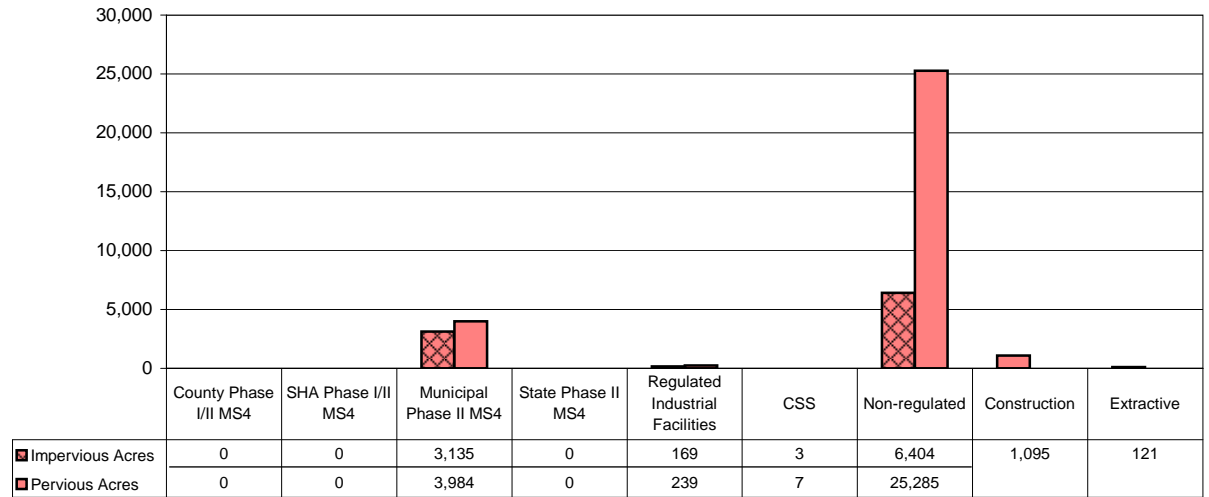 30,000
25,000
20,000
15,000
10,000
5,000
0
County Phase I/II MS4
SHA Phase I/II MS4
Municipal Phase II MS4
State Phase II MS4
Regulated Industrial Facilities
CSS
Non-regulated
Construction
Extractive
Impervious Acres 0 0 3,135 0 169 3 6,404 1,095 121
Pervious Acres 0 0 3,984 0 239 7 25,285